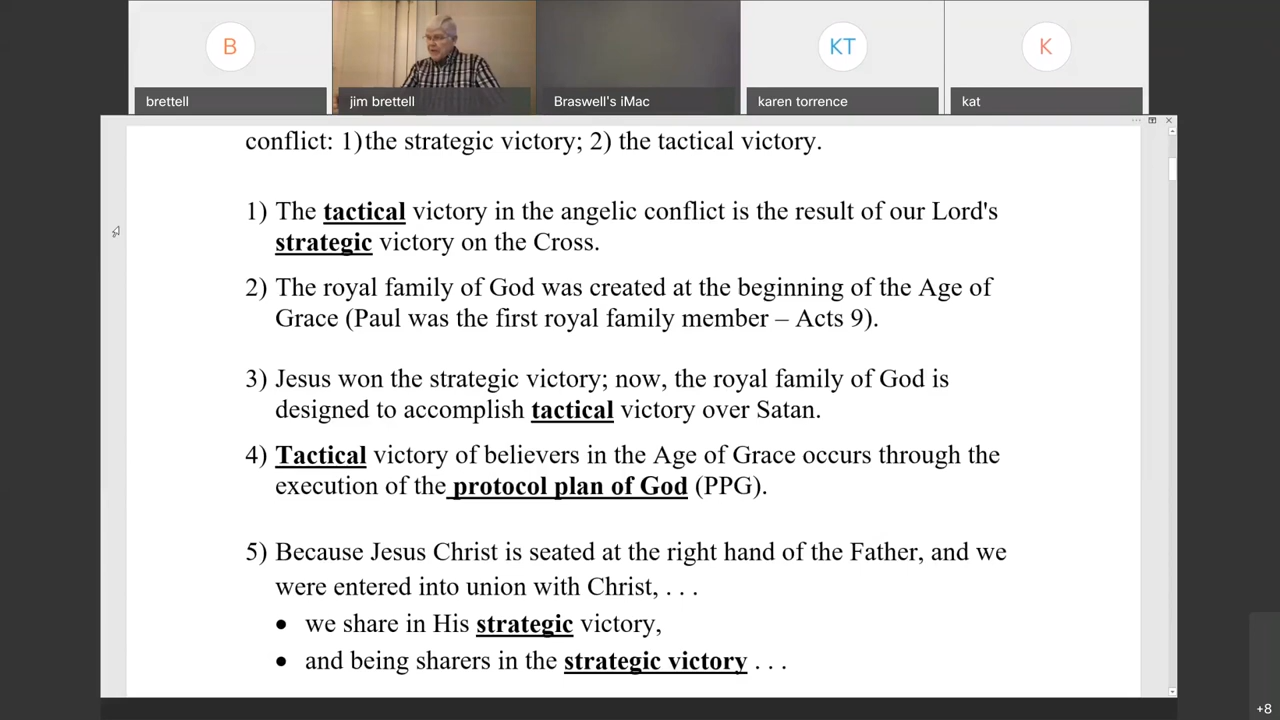 B
KT
K
brettell
jim brettell
Braswell's iMac
karen torrence
kat
conflict: 1)the strategic victory; 2) the tactical victory.
1) The tactical victory in the angelic conflict is the result of our Lord's
strategic victory on the Cross.
2) The royal family of God was created at the beginning of the Age of
Grace (Paul was the first royal family member – Acts 9).
3) Jesus won the strategic victory; now, the royal family of God is
designed to accomplish tactical victory over Satan.
4) Tactical victory of believers in the Age of Grace occurs through the
execution of the protocol plan of God (PPG).
5) Because Jesus Christ is seated at the right hand of the Father, and we
were entered into union with Christ, . . .
• we share in His strategic victory,
• and being sharers in the strategic victory . . .
+8